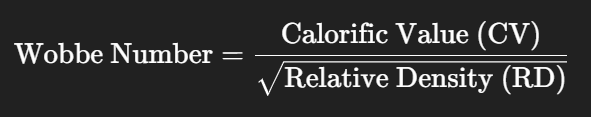 Wobbe Number = Calorific Value (CV) / √Relative Density (RD)